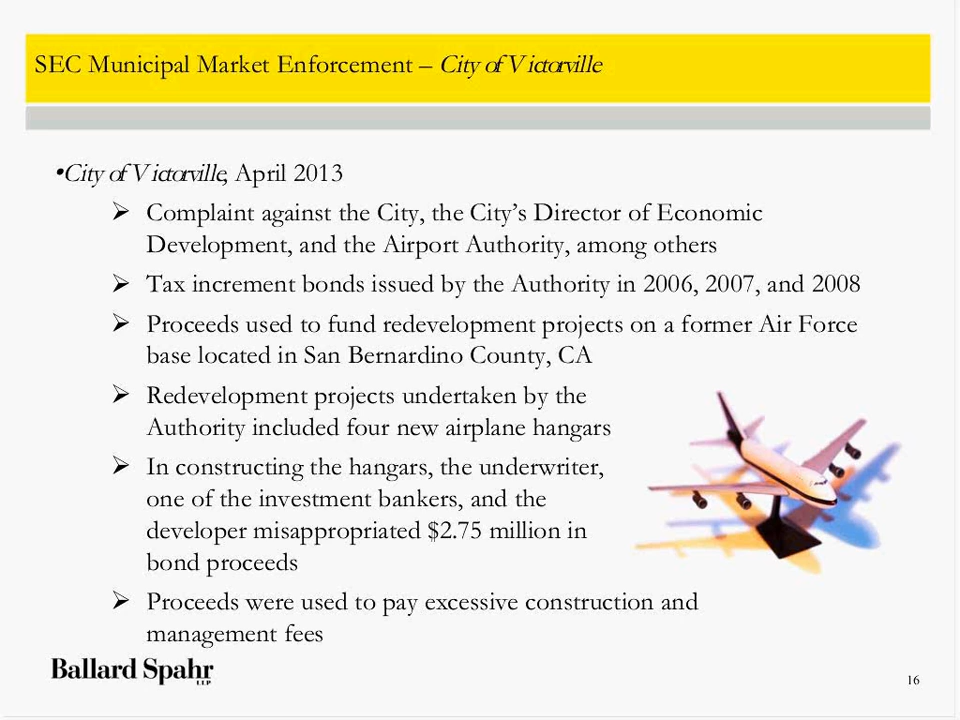 SEC Municipal Market Enforcement – City of Victorville
•City of Victorville, April 2013
➢ Complaint against the City, the City’s Director of Economic
Development, and the Airport Authority, among others
➢ Tax increment bonds issued by the Authority in 2006, 2007, and 2008
➢ Proceeds used to fund redevelopment projects on a former Air Force
base located in San Bernardino County, CA
➢ Redevelopment projects undertaken by the
Authority included four new airplane hangars
➢ In constructing the hangars, the underwriter,
one of the investment bankers, and the
developer misappropriated $2.75 million in
bond proceeds
➢ Proceeds were used to pay excessive construction and
management fees
Ballard Spahr
LLP
16